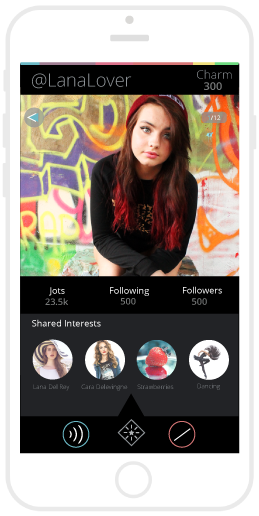 @LanaLover
Charm
300
<
/12
Jots
23.5k
Following
500
Followers
500
Shared Interests
Lana Del Rey
Cara Delevingne
Strawberries
Dancing